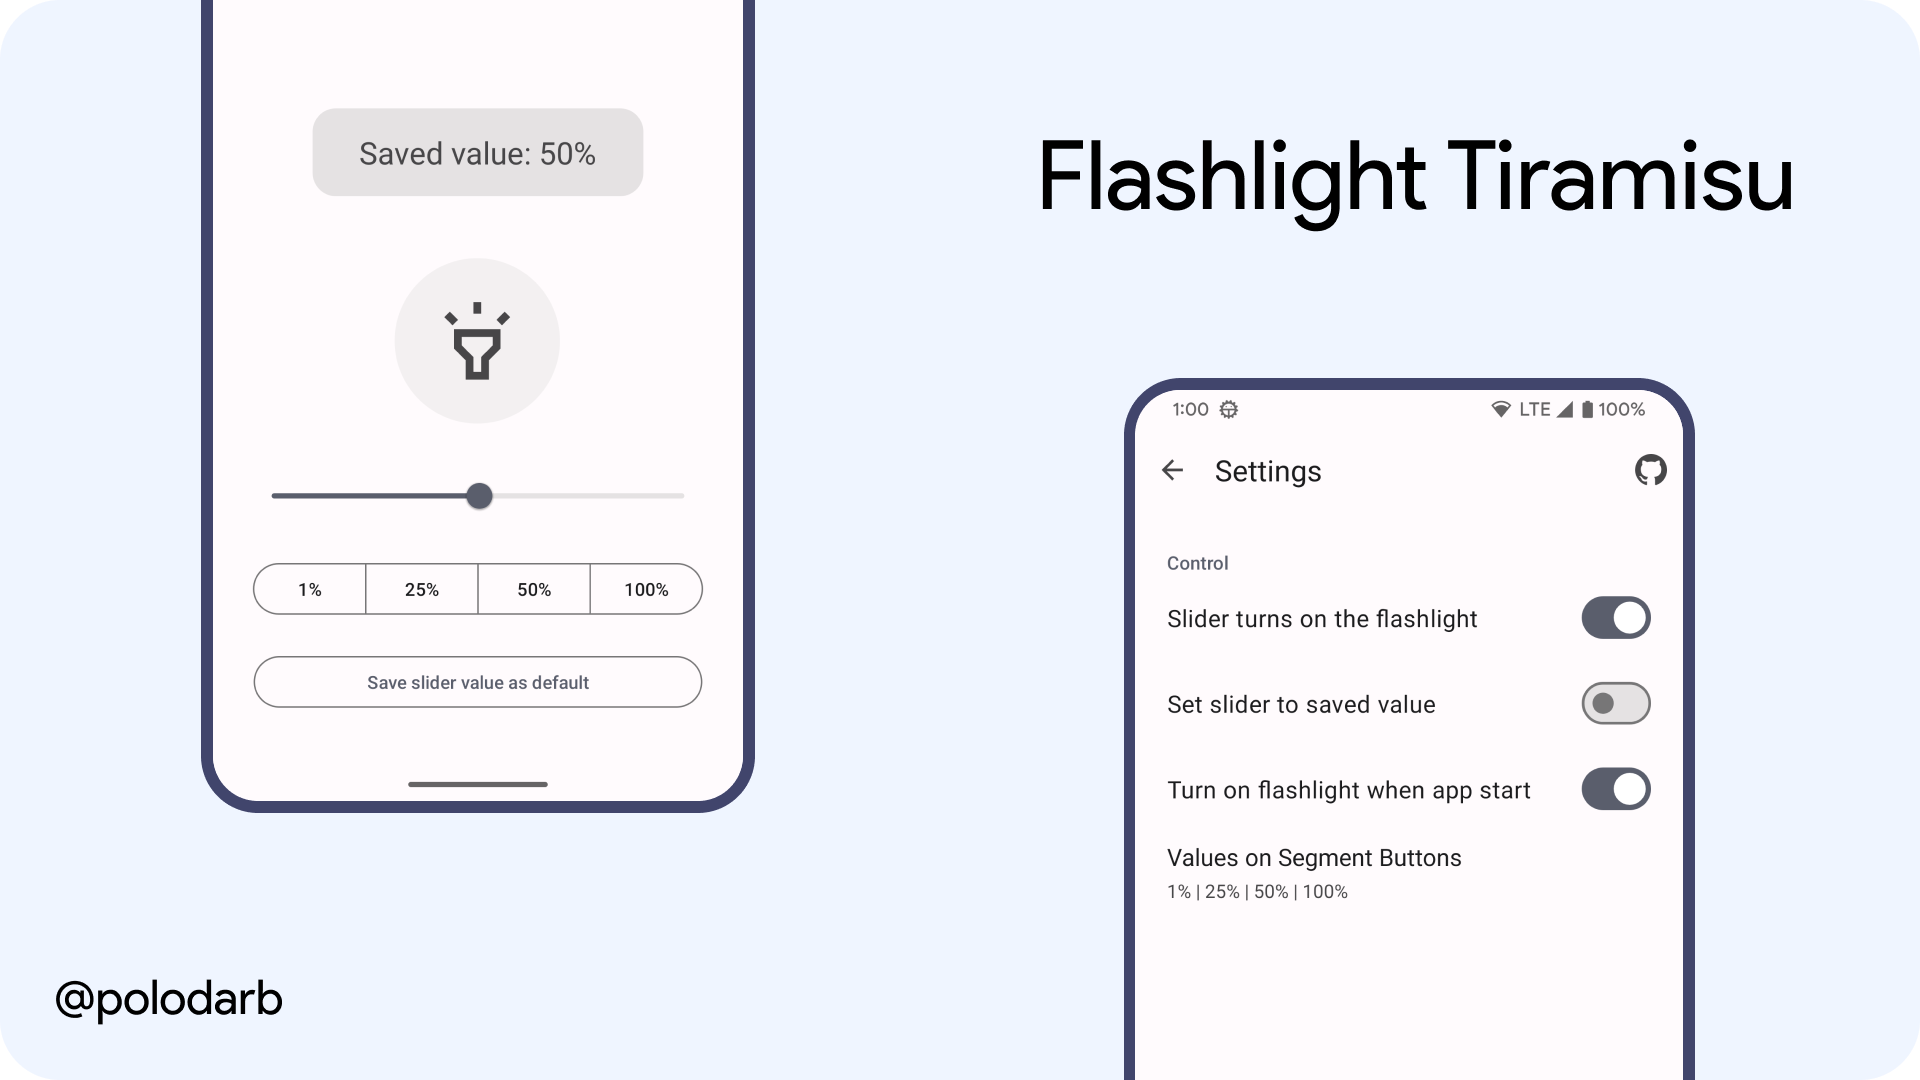 Saved value: 50%
1% 25% 50% 100%
Save slider value as default
Flashlight Tiramisu
1:00 LTE 100%
Settings
Control
Slider turns on the flashlight
Set slider to saved value
Turn on flashlight when app start
Values on Segment Buttons
1% | 25% | 50% | 100%
@polodarb